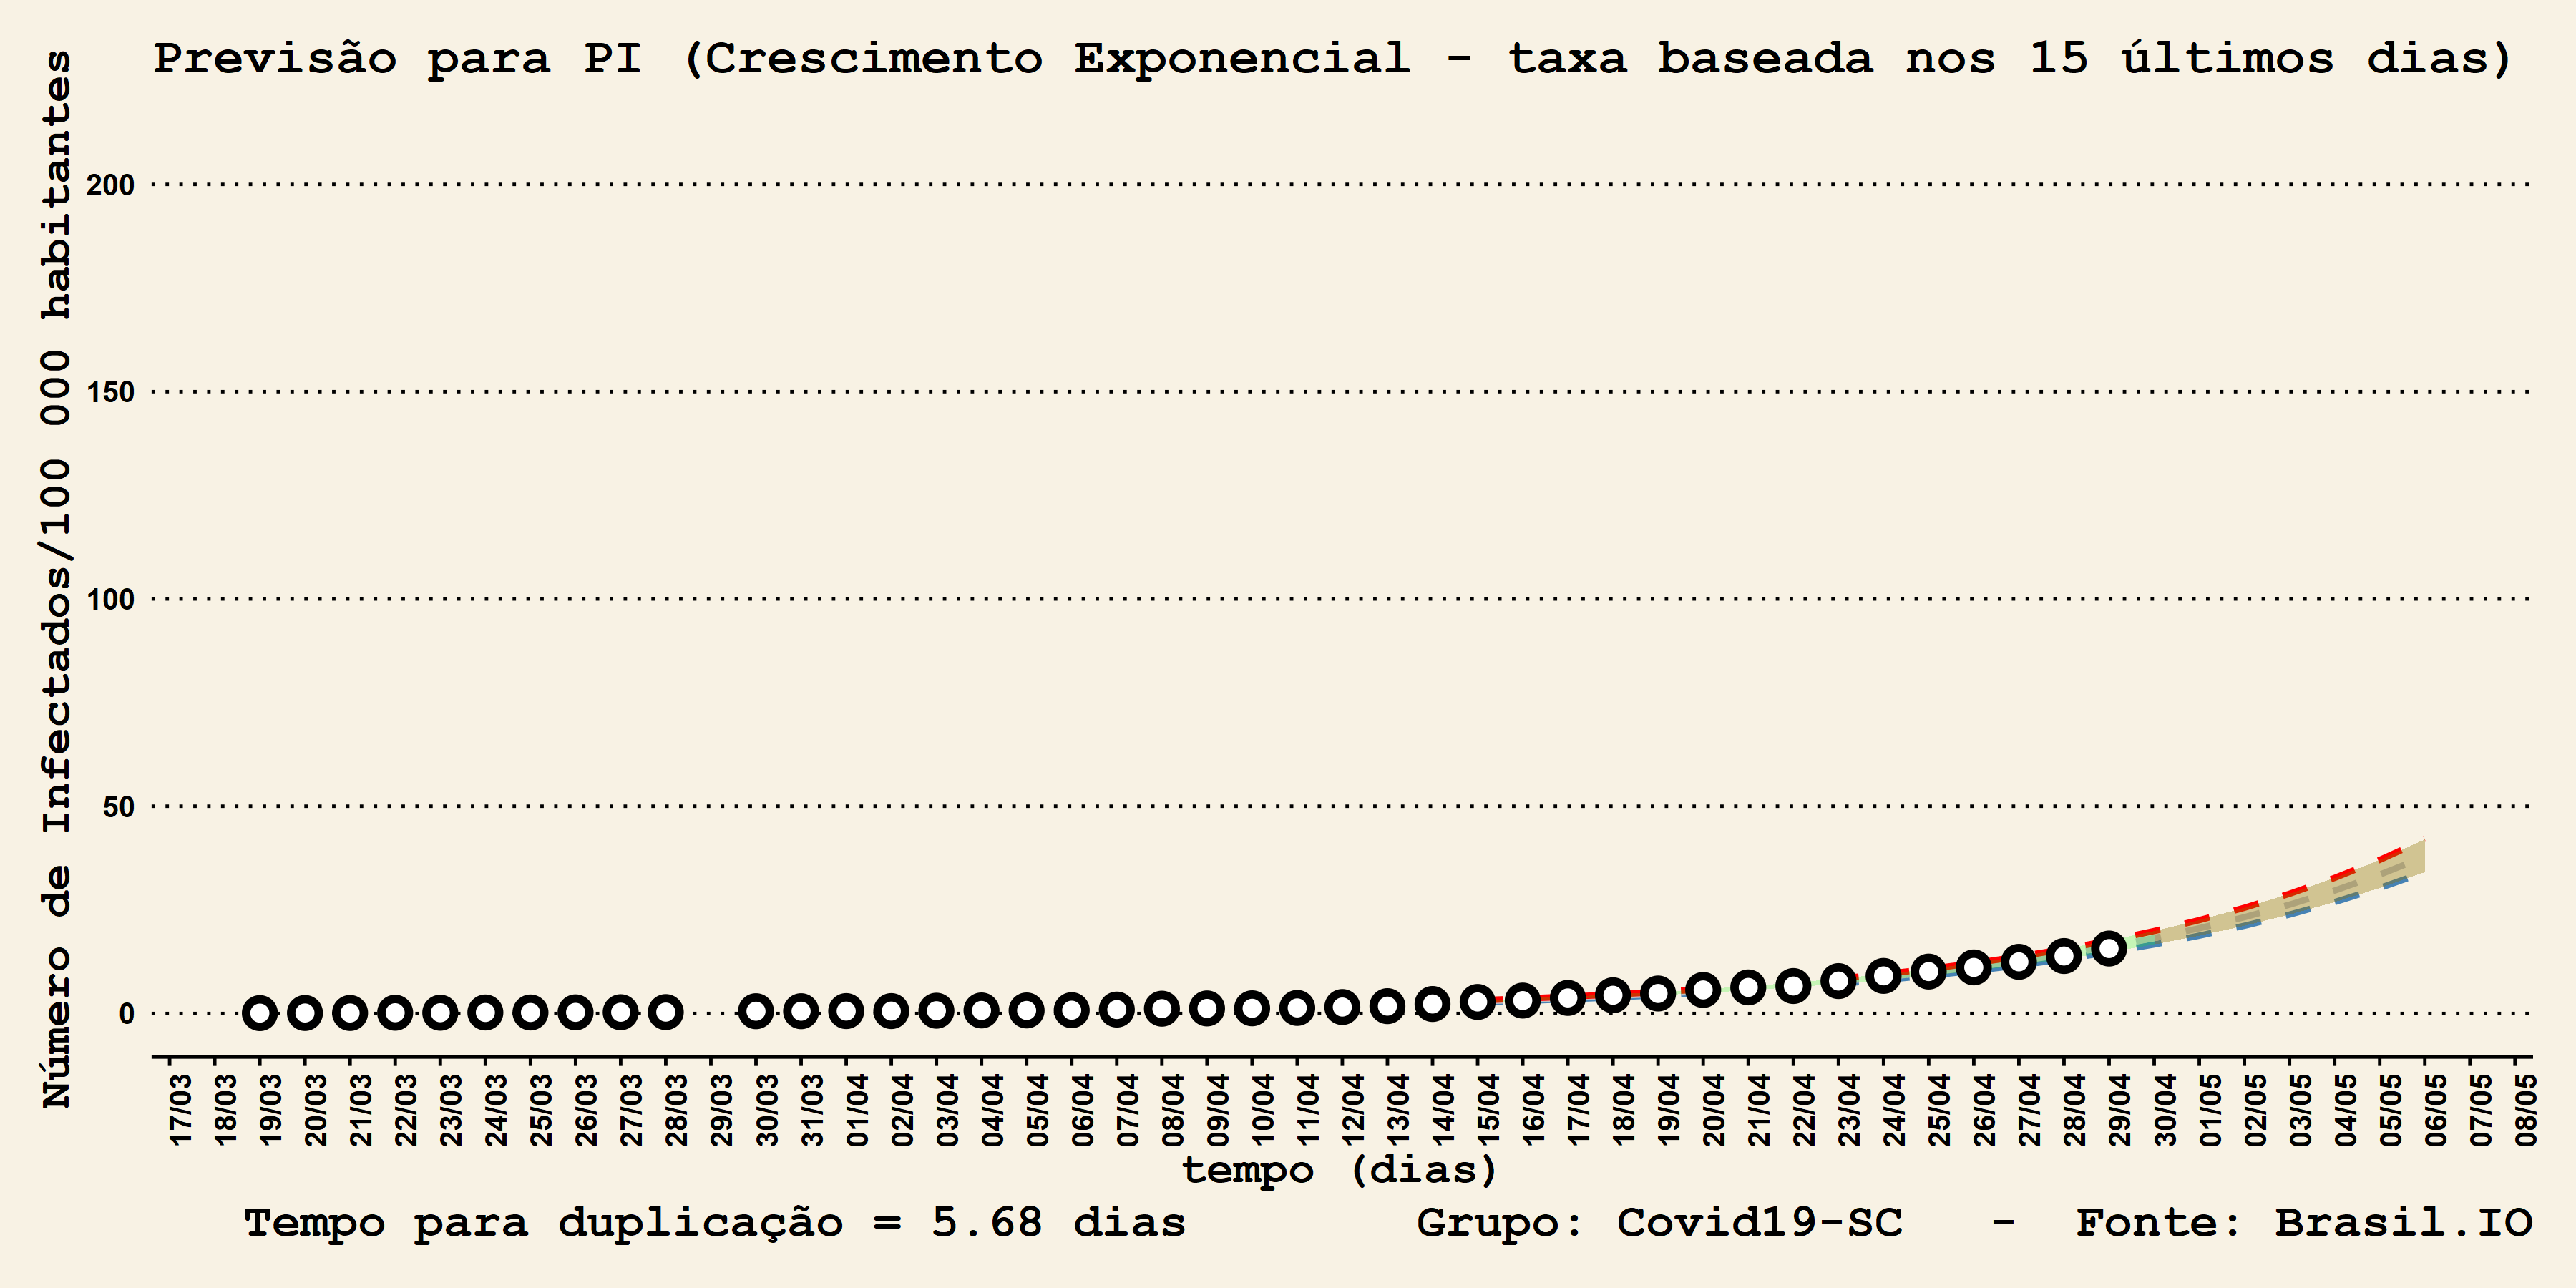 Previsão para PI (Crescimento Exponencial - taxa baseada nos 15 últimos dias)
Número de Infectados/100 000 habitantes
200
150
100
50
0
17/03 18/03 19/03 20/03 21/03 22/03 23/03 24/03 25/03 26/03 27/03 28/03 29/03 30/03 31/03 01/04 02/04 03/04 04/04 05/04 06/04 07/04 08/04 09/04 10/04 11/04 12/04 13/04 14/04 15/04 16/04 17/04 18/04 19/04 20/04 21/04 22/04 23/04 24/04 25/04 26/04 27/04 28/04 29/04 30/04 01/05 02/05 03/05 04/05 05/05 06/05 07/05 08/05
tempo (dias)
Tempo para duplicação = 5.68 dias Grupo: Covid19-SC - Fonte: Brasil.IO